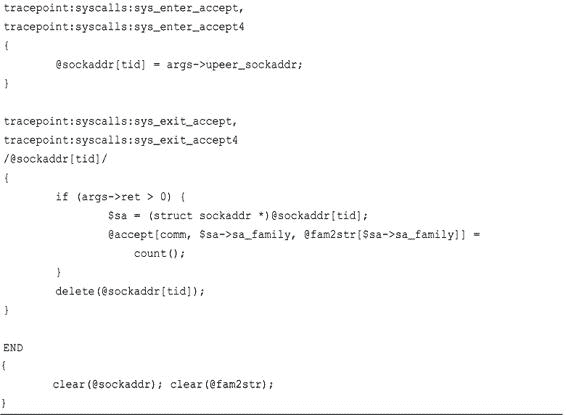 tracepoint:syscalls:sys_enter_accept,
tracepoint:syscalls:sys_enter_accept4
{
        @sockaddr[tid] = args->upeer_sockaddr;
}

tracepoint:syscalls:sys_exit_accept,
tracepoint:syscalls:sys_exit_accept4
/@sockaddr[tid]/
{
        if (args->ret > 0) {
                $sa = (struct sockaddr *)@sockaddr[tid];
                @accept[comm, $sa->sa_family, @fam2str[$sa->sa_family]] =
                    count();
        }
        delete(@sockaddr[tid]);
}

END
{
        clear(@sockaddr); clear(@fam2str);
}